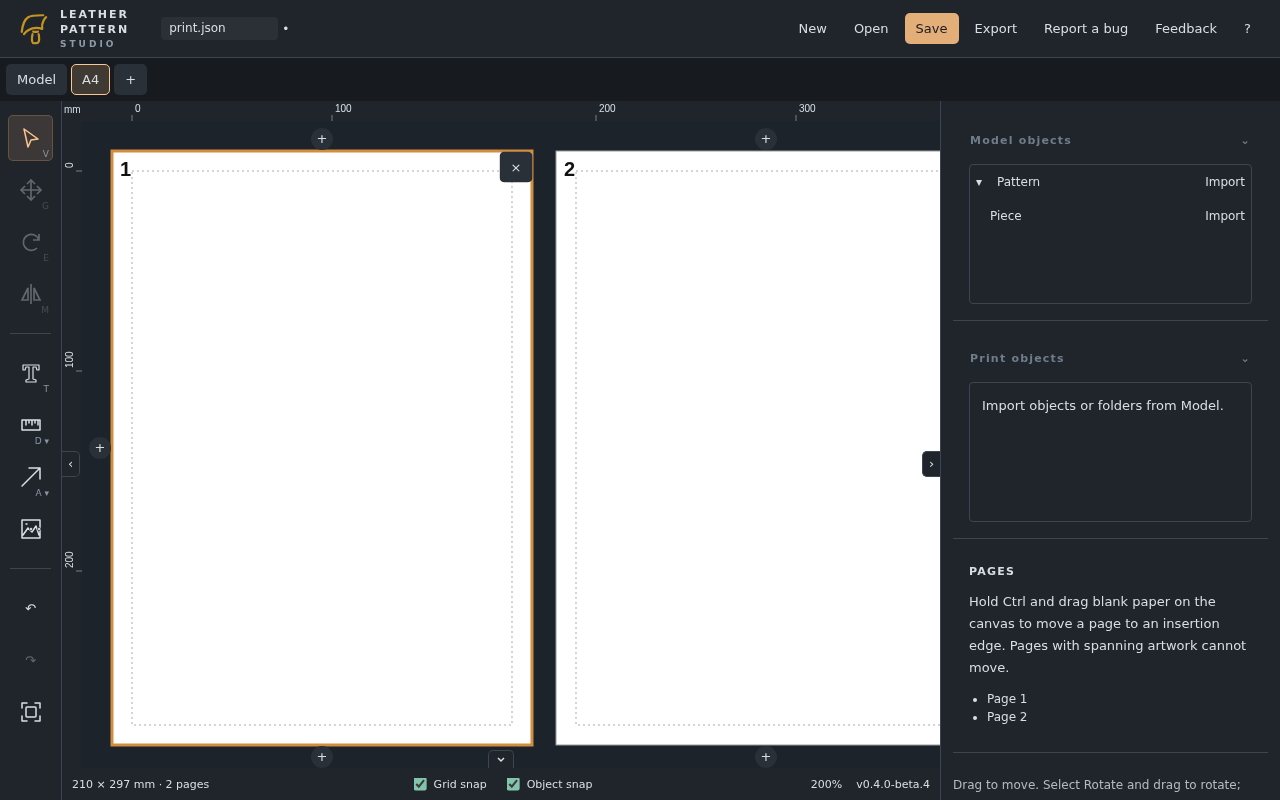 LEATHER
PATTERN
STUDIO
print.json •
New Open Save Export Report a bug Feedback ?
Model A4 +
mm 0 100 200 300
0
100
200
V
G
E
M
T
D
A
1
2
Model objects
Pattern Import
Piece Import
Print objects
Import objects or folders from Model.
PAGES
Hold Ctrl and drag blank paper on the
canvas to move a page to an insertion
edge. Pages with spanning artwork cannot
move.
• Page 1
• Page 2
Drag to move. Select Rotate and drag to rotate;
210 × 297 mm · 2 pages
Grid snap
Object snap
200% v0.4.0-beta.4